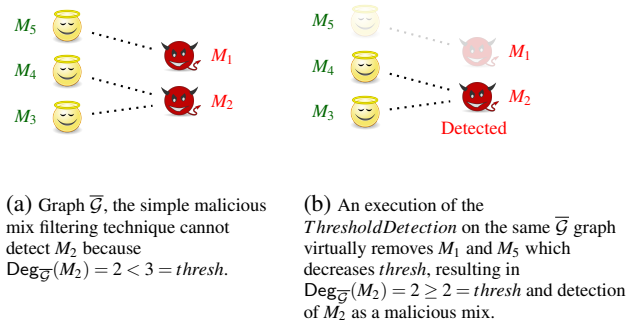 M₅
M₄
M₃
M₁
M₂
(a) Graph G̅, the simple malicious
mix filtering technique cannot
detect M₂ because
Deg_G̅(M₂) = 2 < 3 = thresh.
M₅
M₄
M₃
M₁
M₂
Detected
(b) An execution of the
ThresholdDetection on the same G̅ graph
virtually removes M₁ and M₅ which
decreases thresh, resulting in
Deg_G̅(M₂) = 2 ≥ 2 = thresh and detection
of M₂ as a malicious mix.